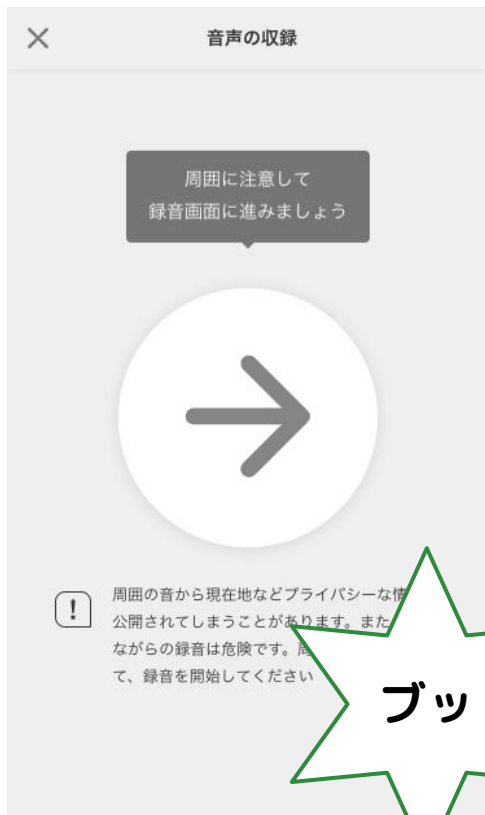 音声の収録
周囲に注意して
録音画面に進みましょう
周囲の音から現在地などプライバシーな
公開されてしまうことがあります。また
ながらの録音は危険です。
て、録音を開始してください
ブッ